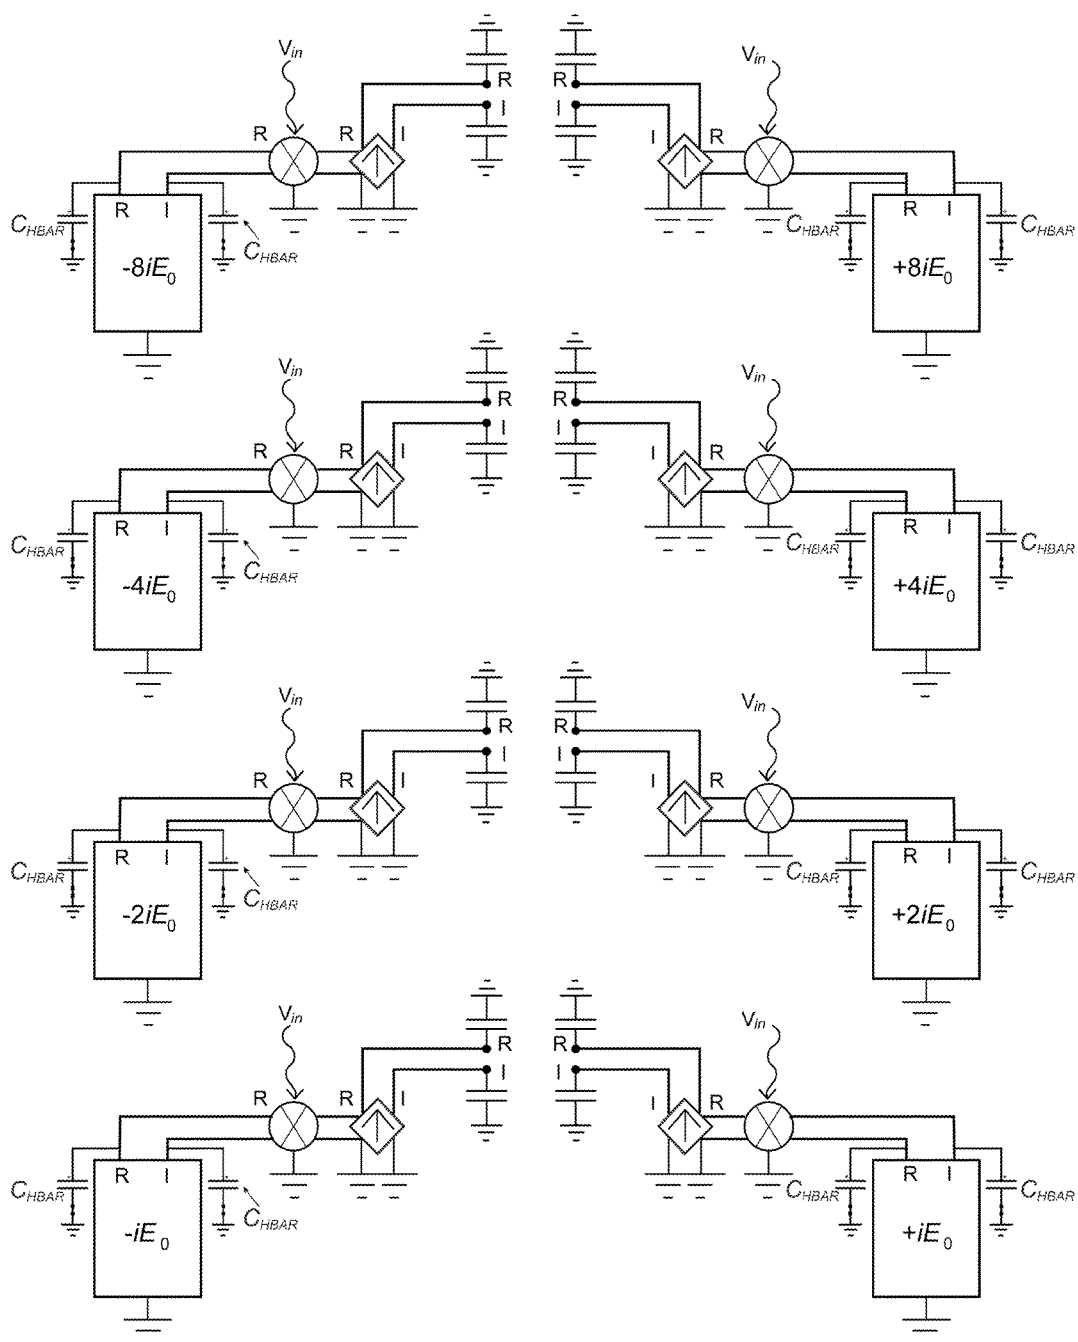 V_in V_in
R R
I I
R R I I R
C_HBAR R I C_HBAR C_HBAR R I C_HBAR
-8iE_0 +8iE_0
V_in V_in
R R
I I
R R I I R
C_HBAR R I C_HBAR C_HBAR R I C_HBAR
-4iE_0 +4iE_0
V_in V_in
R R
I I
R R I I R
C_HBAR R I C_HBAR C_HBAR R I C_HBAR
-2iE_0 +2iE_0
V_in V_in
R R
I I
R R I I R
C_HBAR R I C_HBAR C_HBAR R I C_HBAR
-iE_0 +iE_0